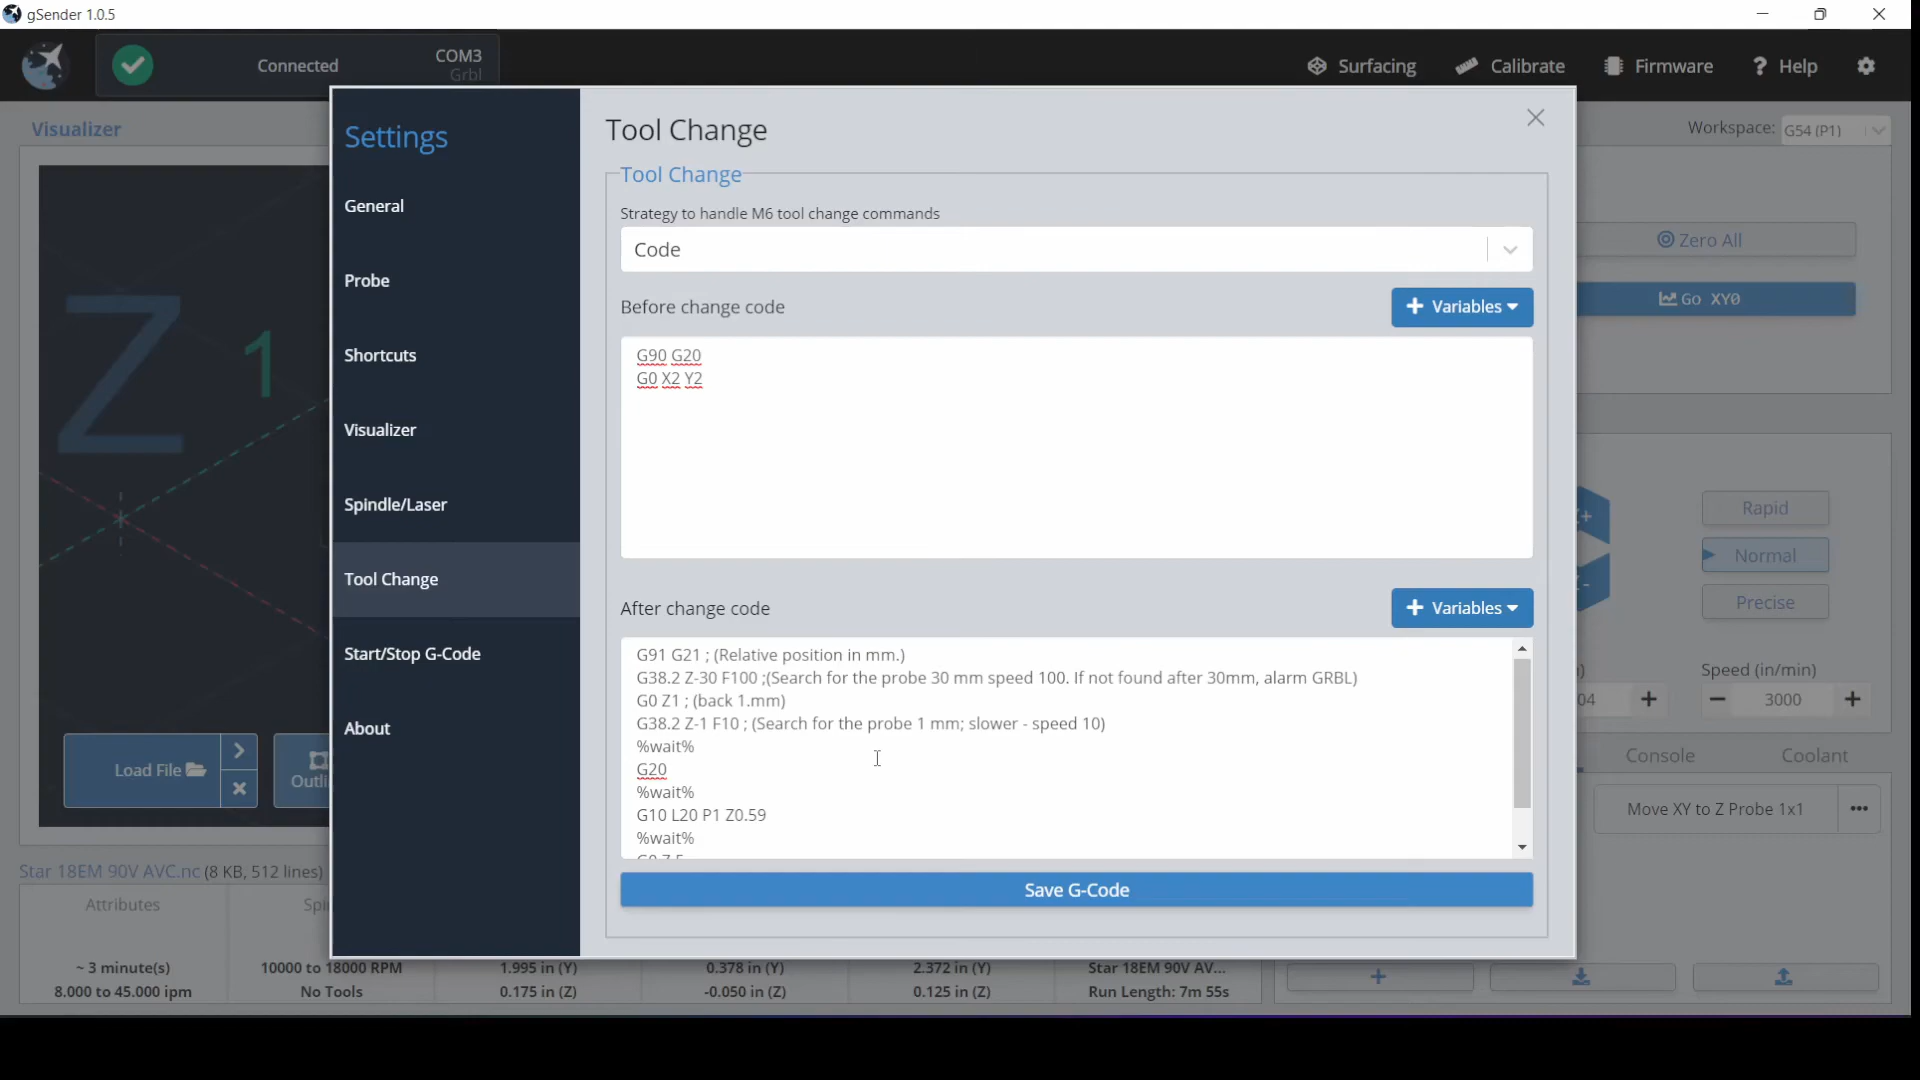 gSender 1.0.5
Connected
COM3
Grbl
Surfacing
Calibrate
Firmware
? Help
Visualizer
Workspace:
G54 (P1)
Z
1
Zero All
Go XY0
Settings
General
Probe
Shortcuts
Visualizer
Spindle/Laser
Tool Change
Start/Stop G-Code
About
Tool Change
Tool Change
Strategy to handle M6 tool change commands
Code
Before change code
+ Variables
G90 G20
G0 X2 Y2
After change code
+ Variables
G91 G21 ; (Relative position in mm.)
G38.2 Z-30 F100 ;(Search for the probe 30 mm speed 100. If not found after 30mm, alarm GRBL)
G0 Z1 ; (back 1.mm)
G38.2 Z-1 F10 ; (Search for the probe 1 mm; slower - speed 10)
%wait%
G20
%wait%
G10 L20 P1 Z0.59
%wait%
Save G-Code
Rapid
Normal
Precise
Speed (in/min)
04
+
−
3000
+
Console
Coolant
Move XY to Z Probe 1x1
Load File
Star 18EM 90V AVC.nc (8 KB, 512 lines)
Attributes
~ 3 minute(s)
8.000 to 45.000 ipm
10000 to 18000 RPM
No Tools
1.995 in (Y)
0.175 in (Z)
0.378 in (Y)
-0.050 in (Z)
2.372 in (Y)
0.125 in (Z)
Star 18EM 90V AV...
Run Length: 7m 55s